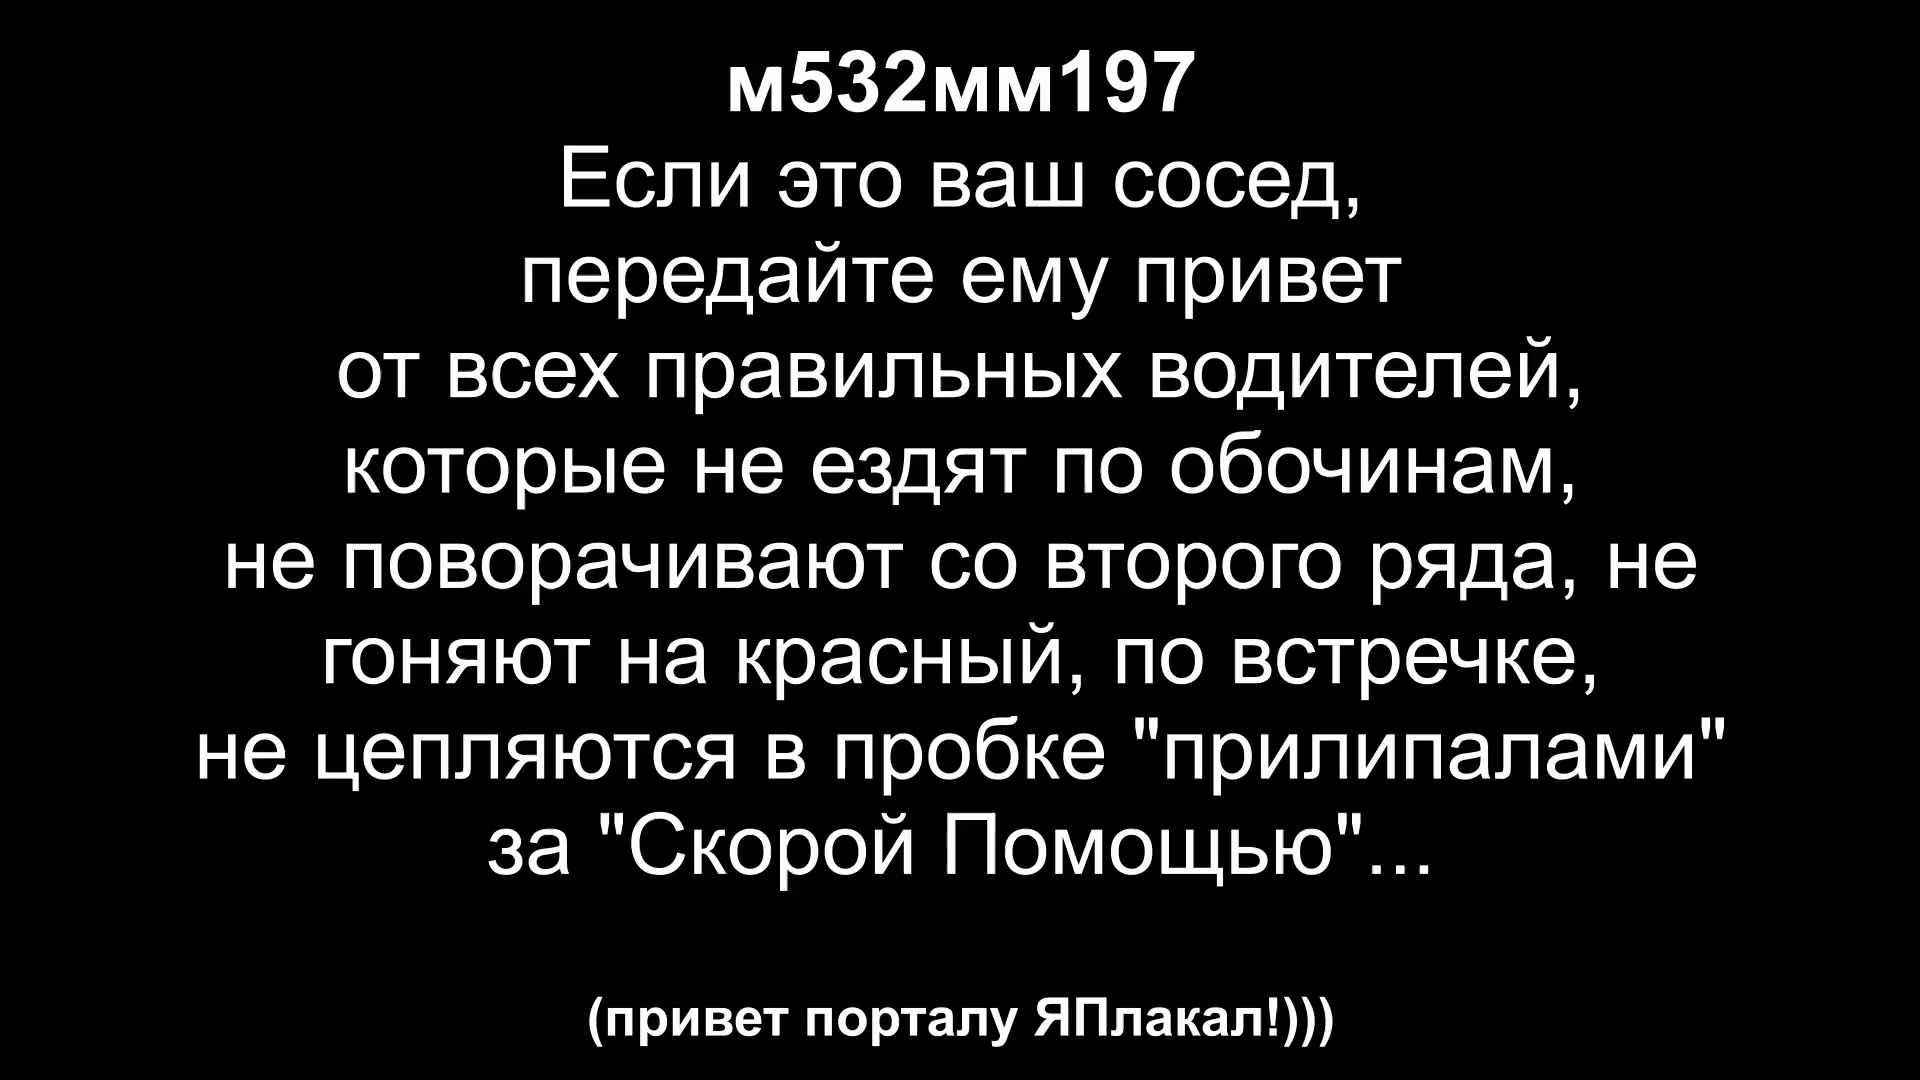 м532мм197
Если это ваш сосед,
передайте ему привет
от всех правильных водителей,
которые не ездят по обочинам,
не поворачивают со второго ряда, не
гоняют на красный, по встречке,
не цепляются в пробке "прилипалами"
за "Скорой Помощью"...
(привет порталу ЯПлакал!)))